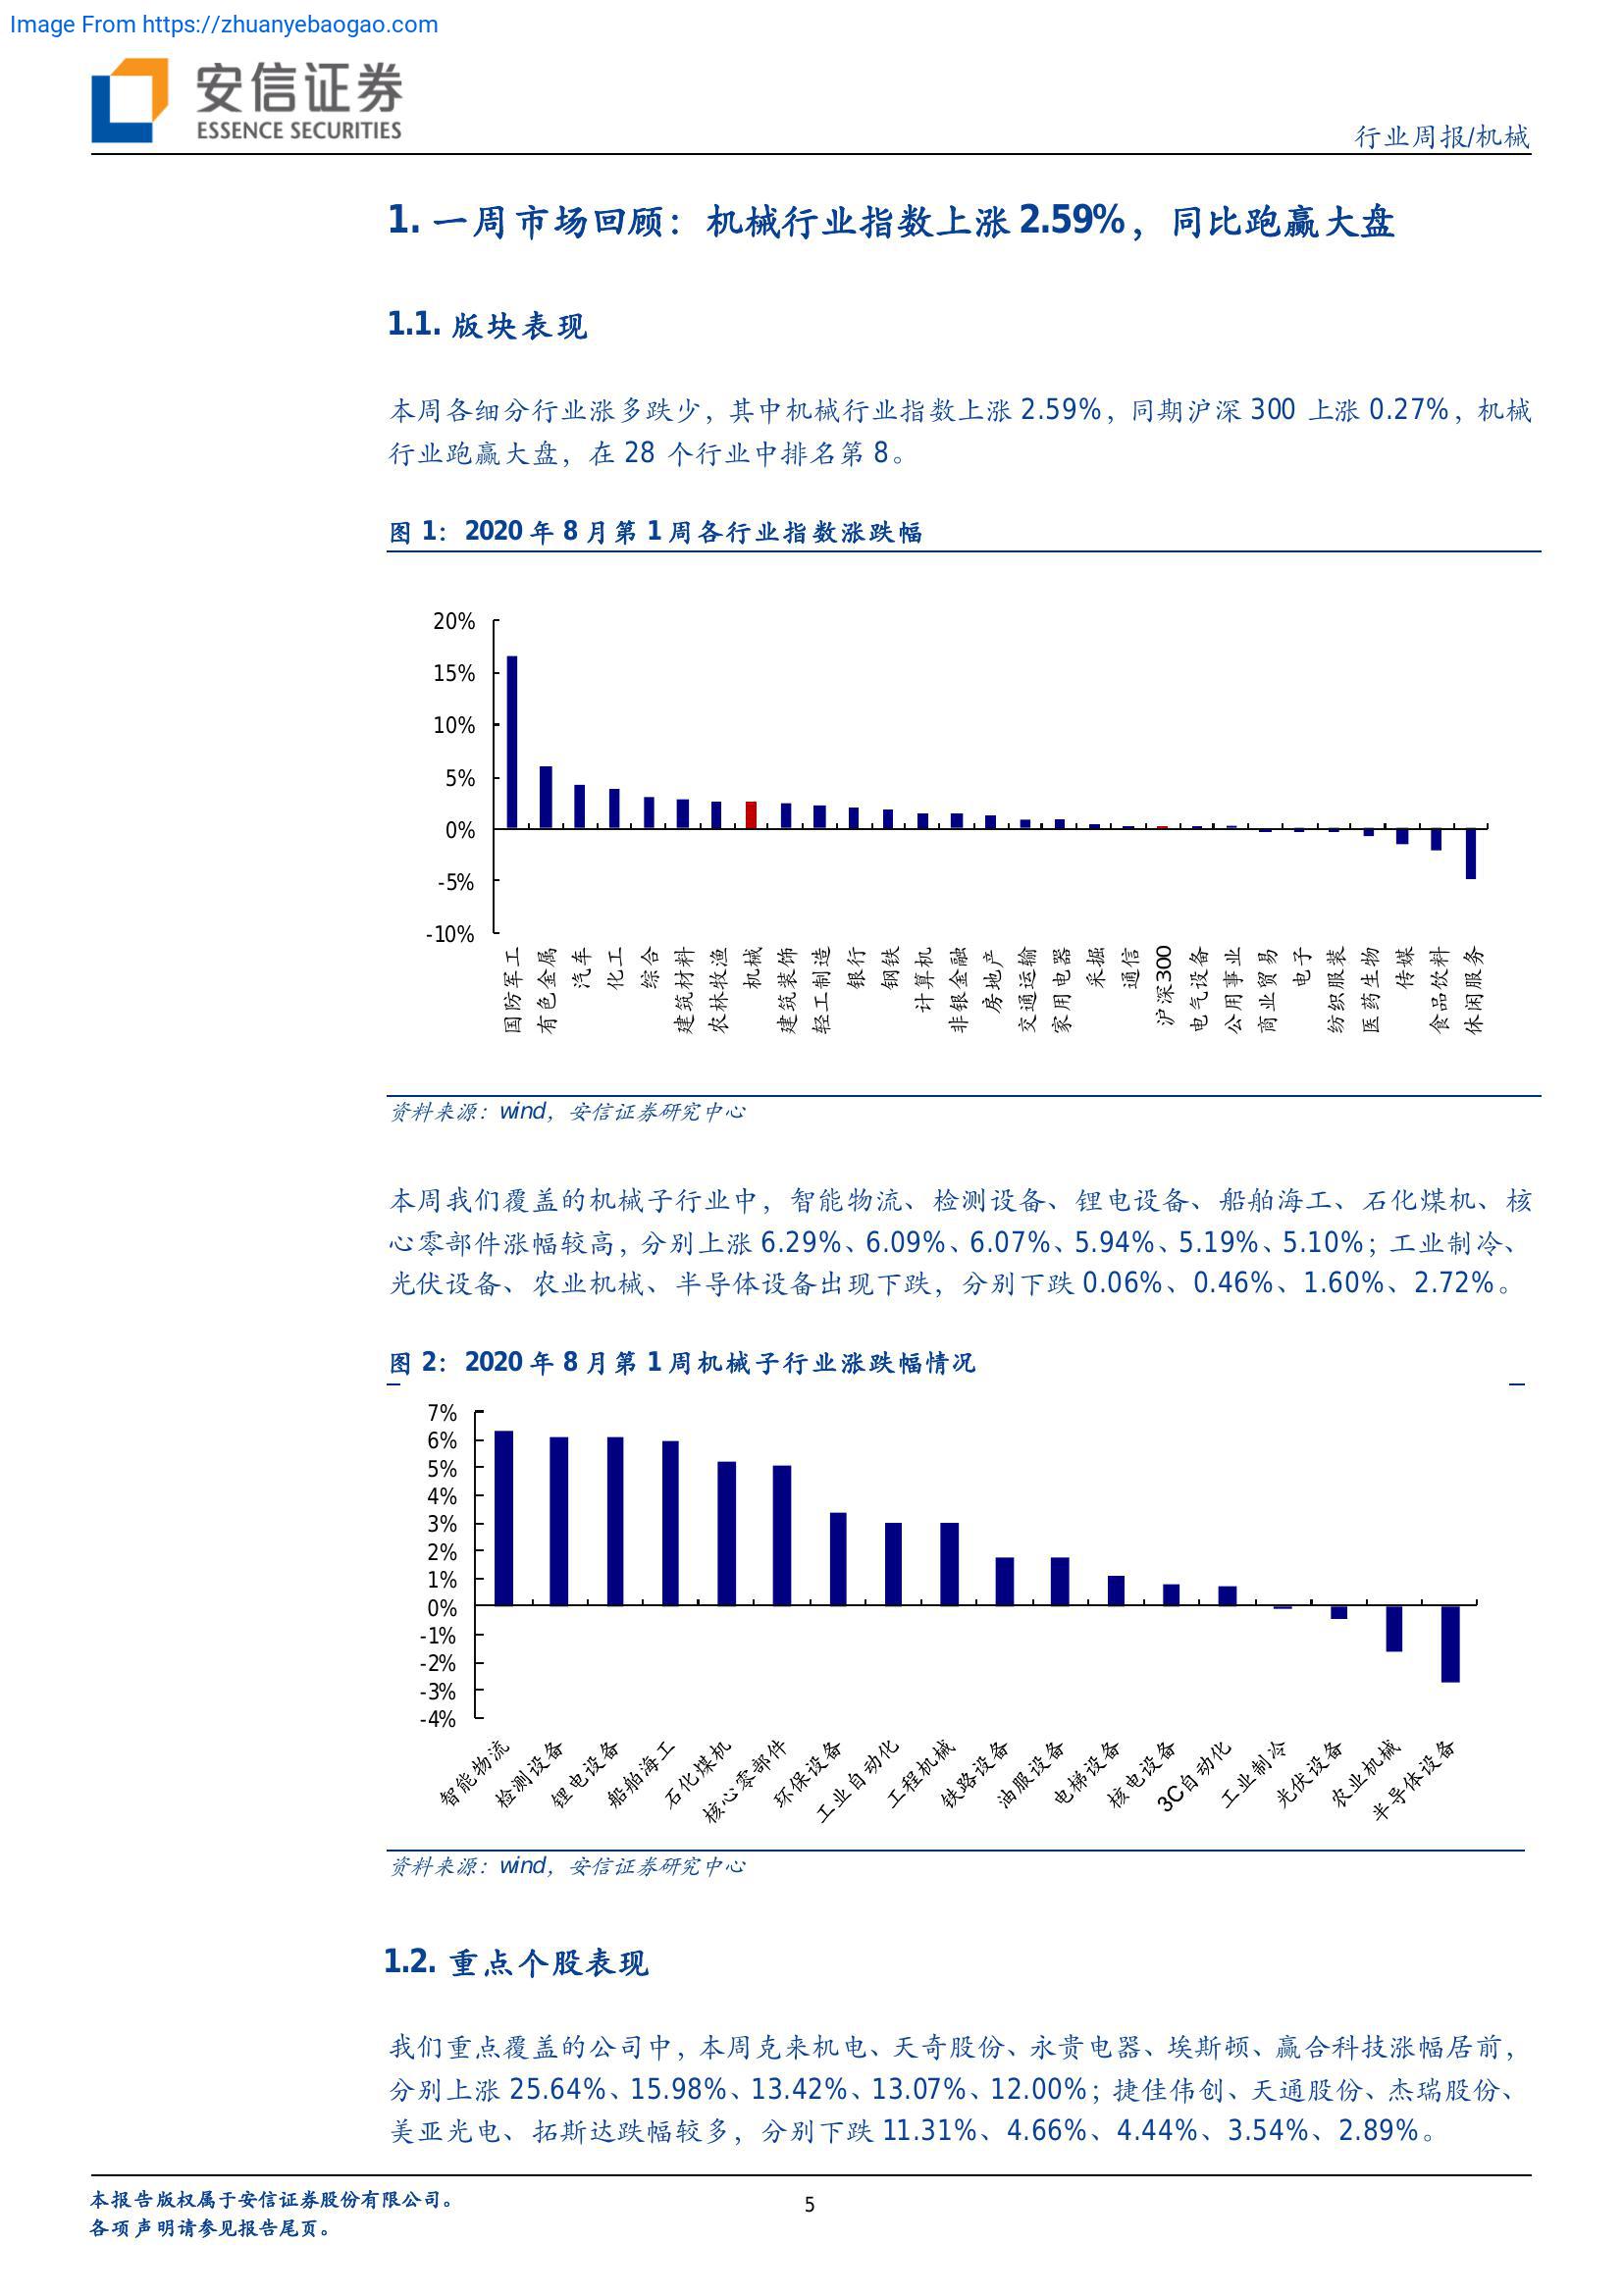 Image From https://zhuanyebaogao.com
安信证券
ESSENCE SECURITIES
行业周报/机械
1. 一周市场回顾：机械行业指数上涨 2.59%，同比跑赢大盘
1.1. 版块表现
本周各细分行业涨多跌少，其中机械行业指数上涨 2.59%，同期沪深 300 上涨 0.27%，机械
行业跑赢大盘，在 28 个行业中排名第 8。
图 1：2020 年 8 月第 1 周各行业指数涨跌幅
20%
15%
10%
5%
0%
-5%
-10%
国防军工
有色金属
汽车
化工
综合
建筑材料
农林牧渔
机械
建筑装饰
轻工制造
银行
钢铁
计算机
非银金融
房地产
交通运输
家用电器
采掘
通信
沪深300
电气设备
公用事业
商业贸易
电子
纺织服装
医药生物
传媒
食品饮料
休闲服务
资料来源：wind，安信证券研究中心
本周我们覆盖的机械子行业中，智能物流、检测设备、锂电设备、船舶海工、石化煤机、核
心零部件涨幅较高，分别上涨 6.29%、6.09%、6.07%、5.94%、5.19%、5.10%；工业制冷、
光伏设备、农业机械、半导体设备出现下跌，分别下跌 0.06%、0.46%、1.60%、2.72%。
图 2：2020 年 8 月第 1 周机械子行业涨跌幅情况
7%
6%
5%
4%
3%
2%
1%
0%
-1%
-2%
-3%
-4%
智能物流
检测设备
锂电设备
船舶海工
石化煤机
核心零部件
环保设备
工业自动化
工程机械
铁路设备
油服设备
电梯设备
核电设备
3C自动化
工业制冷
光伏设备
农业机械
半导体设备
资料来源：wind，安信证券研究中心
1.2. 重点个股表现
我们重点覆盖的公司中，本周克来机电、天奇股份、永贵电器、埃斯顿、赢合科技涨幅居前，
分别上涨 25.64%、15.98%、13.42%、13.07%、12.00%；捷佳伟创、天通股份、杰瑞股份、
美亚光电、拓斯达跌幅较多，分别下跌 11.31%、4.66%、4.44%、3.54%、2.89%。
本报告版权属于安信证券股份有限公司。
各项声明请参见报告尾页。
5